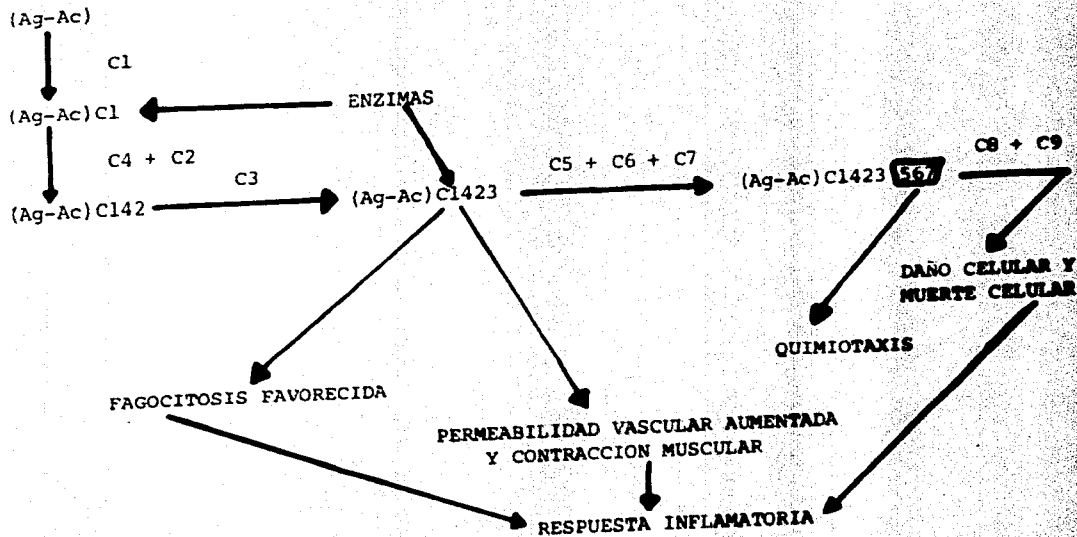 (Ag-Ac)
C1
(Ag-Ac)C1
ENZIMAS
C4 + C2
C3
(Ag-Ac)C142
(Ag-Ac)C1423
C5 + C6 + C7
(Ag-Ac)C1423 567
C8 + C9
DAÑO CELULAR Y
MUERTE CELULAR
QUIMIOTAXIS
FAGOCITOSIS FAVORECIDA
PERMEABILIDAD VASCULAR AUMENTADA
Y CONTRACCION MUSCULAR
RESPUESTA INFLAMATORIA